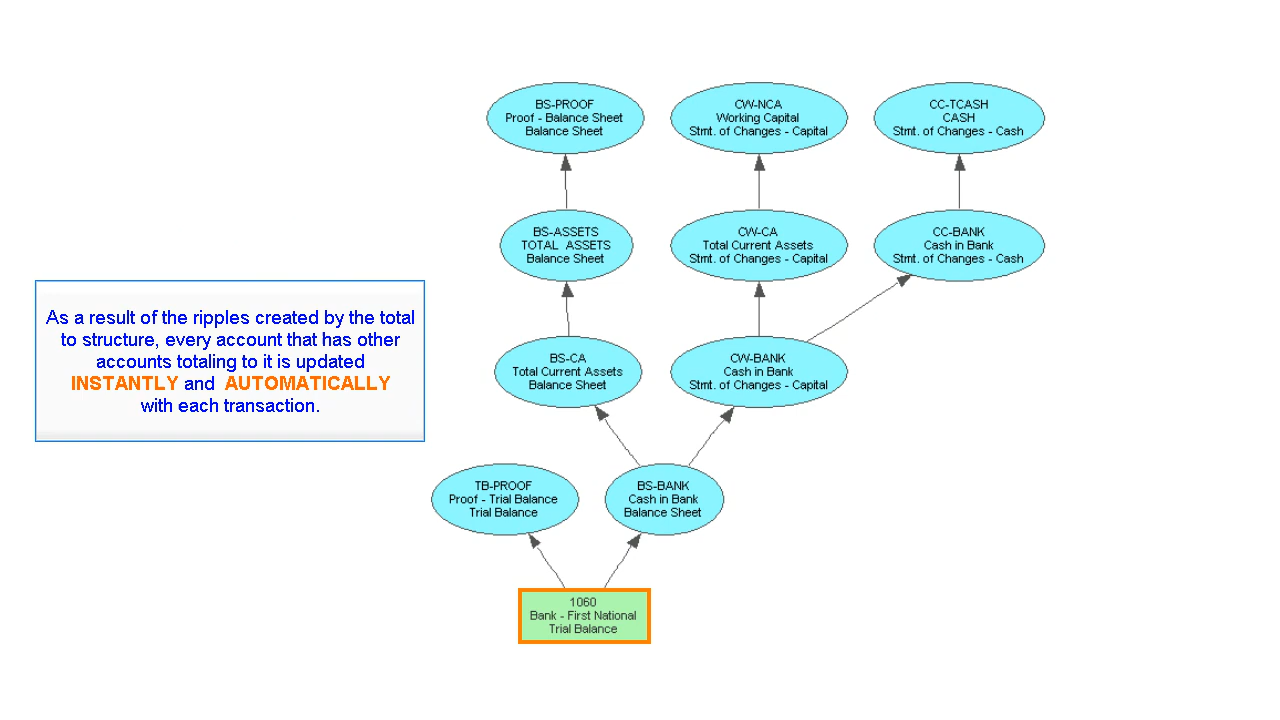 BS-PROOF
Proof - Balance Sheet
Balance Sheet
CW-NCA
Working Capital
Stmt. of Changes - Capital
CC-TCASH
CASH
Stmt. of Changes - Cash
BS-ASSETS
TOTAL ASSETS
Balance Sheet
CW-CA
Total Current Assets
Stmt. of Changes - Capital
CC-BANK
Cash in Bank
Stmt. of Changes - Cash
As a result of the ripples created by the total
to structure, every account that has other
accounts totaling to it is updated
INSTANTLY and AUTOMATICALLY
with each transaction.
BS-CA
Total Current Assets
Balance Sheet
CW-BANK
Cash in Bank
Stmt. of Changes - Capital
TB-PROOF
Proof - Trial Balance
Trial Balance
BS-BANK
Cash in Bank
Balance Sheet
1060
Bank - First National
Trial Balance